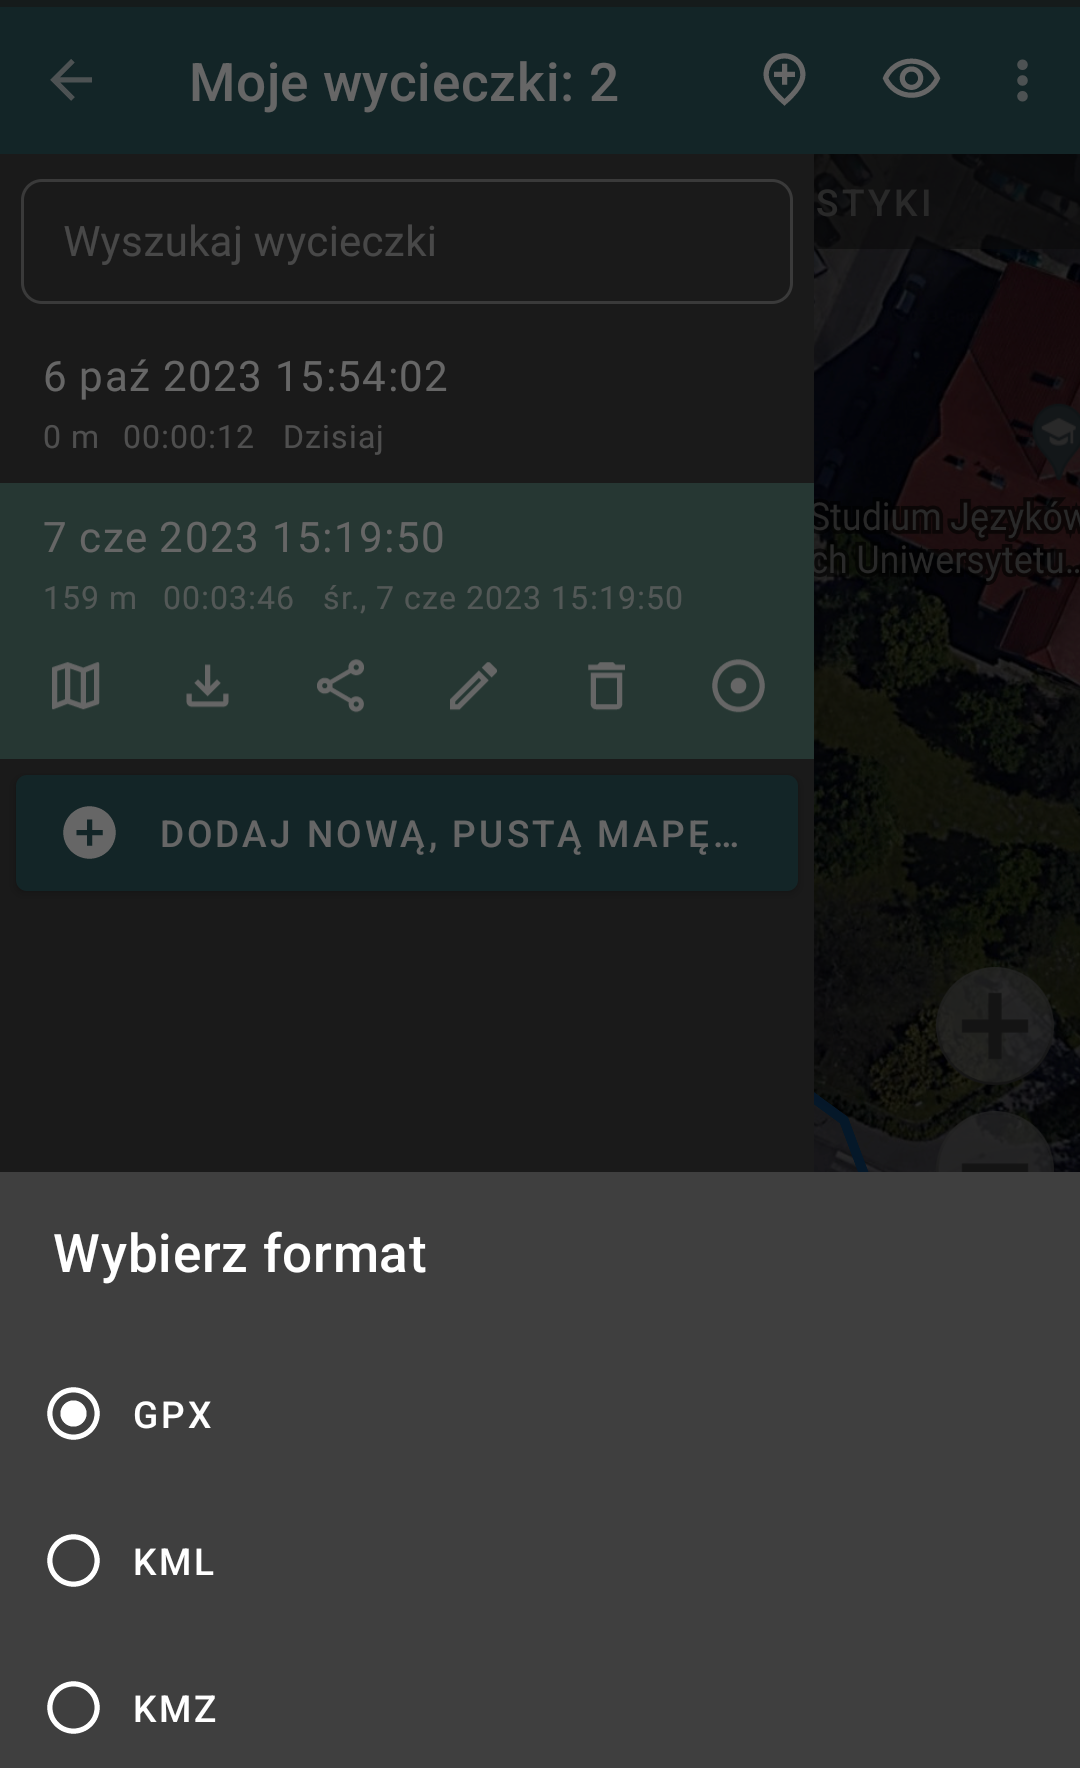 Moje wycieczki: 2
STYKI
Wyszukaj wycieczki
6 paź 2023 15:54:02
0 m 00:00:12 Dzisiaj
7 cze 2023 15:19:50
159 m 00:03:46 śr., 7 cze 2023 15:19:50
Studium Języków
ch Uniwersytetu...
DODAJ NOWĄ, PUSTĄ MAPĘ...
Wybierz format
GPX
KML
KMZ